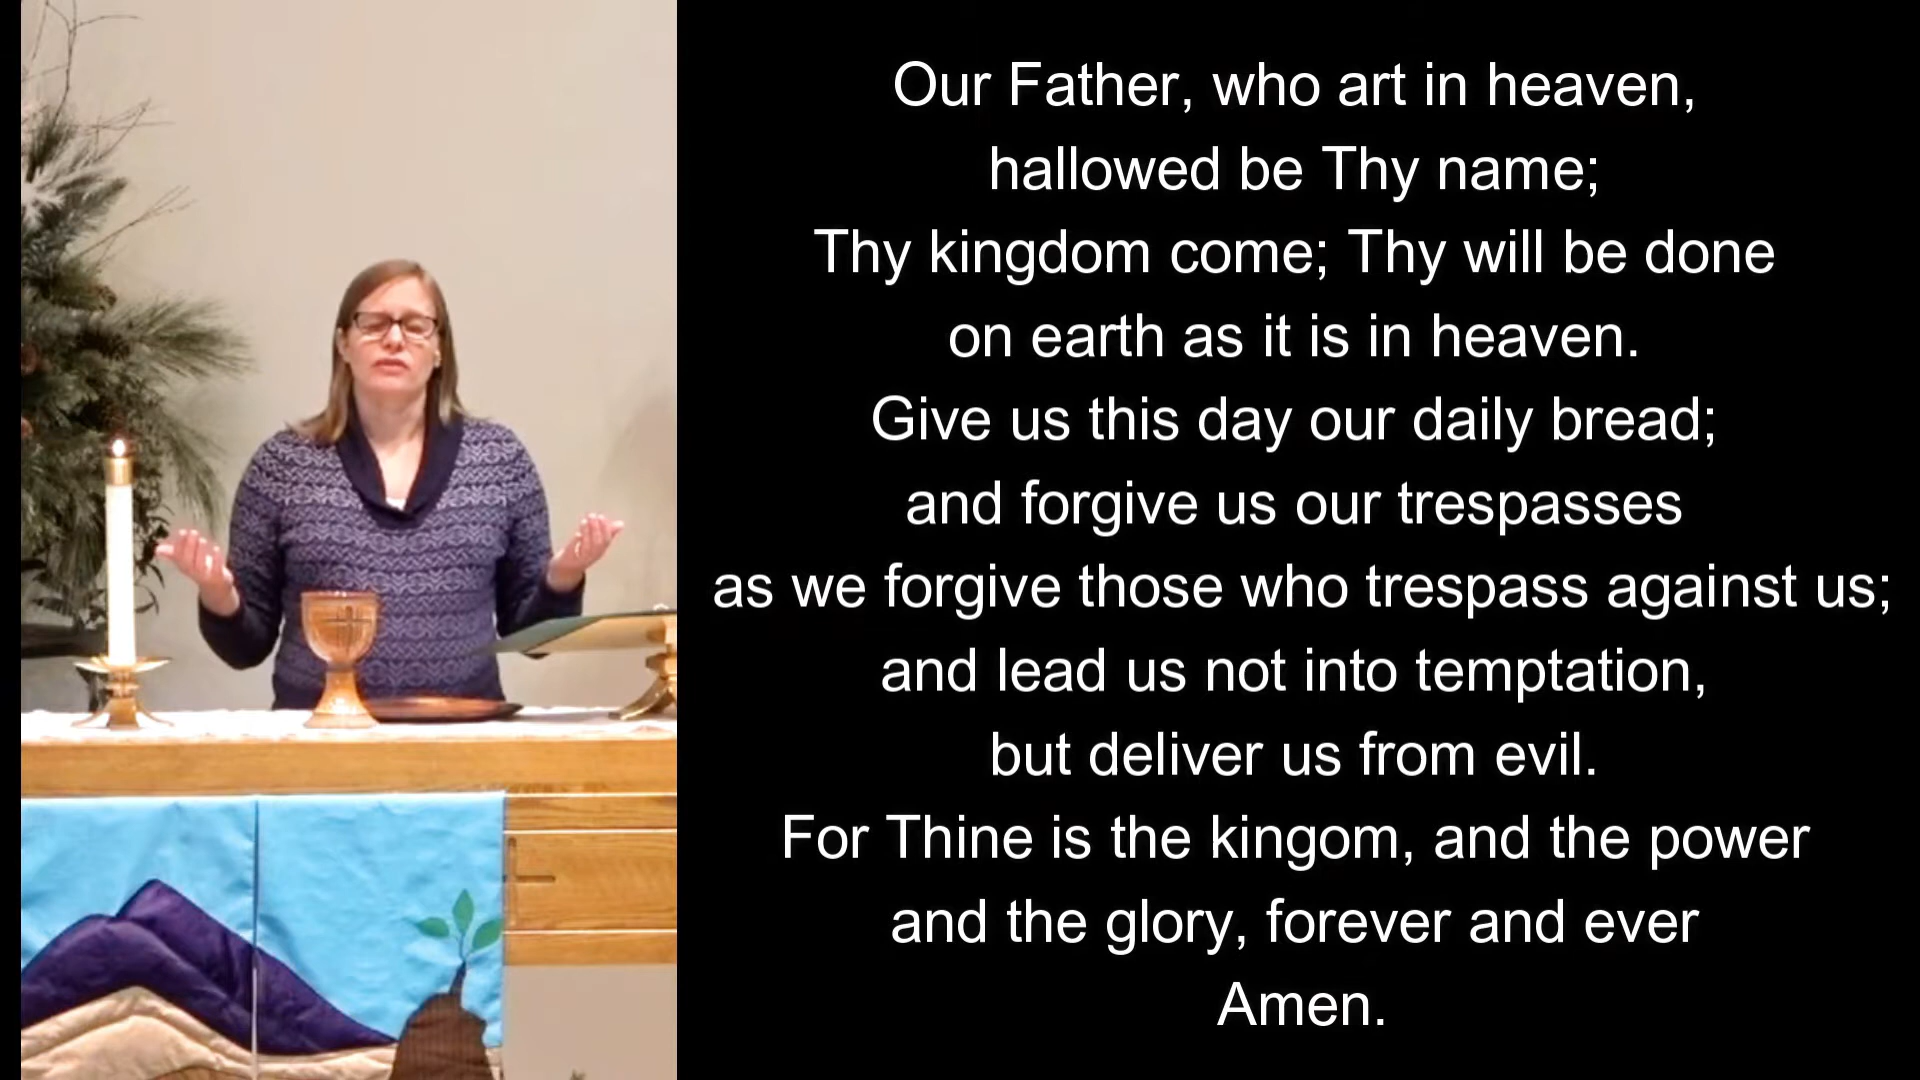 Our Father, who art in heaven,
hallowed be Thy name;
Thy kingdom come; Thy will be done
on earth as it is in heaven.
Give us this day our daily bread;
and forgive us our trespasses
as we forgive those who trespass against us;
and lead us not into temptation,
but deliver us from evil.
For Thine is the kingom, and the power
and the glory, forever and ever
Amen.